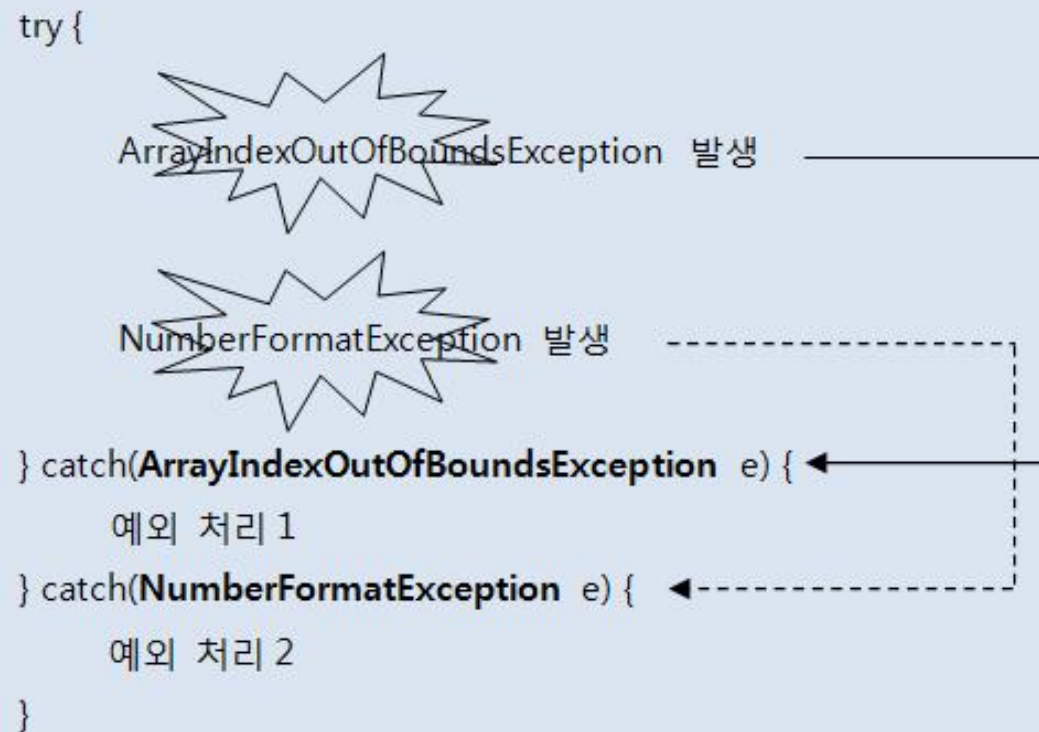 try {
ArrayIndexOutOfBoundsException 발생
NumberFormatException 발생
} catch(ArrayIndexOutOfBoundsException e) {
예외 처리 1
} catch(NumberFormatException e) {
예외 처리 2
}